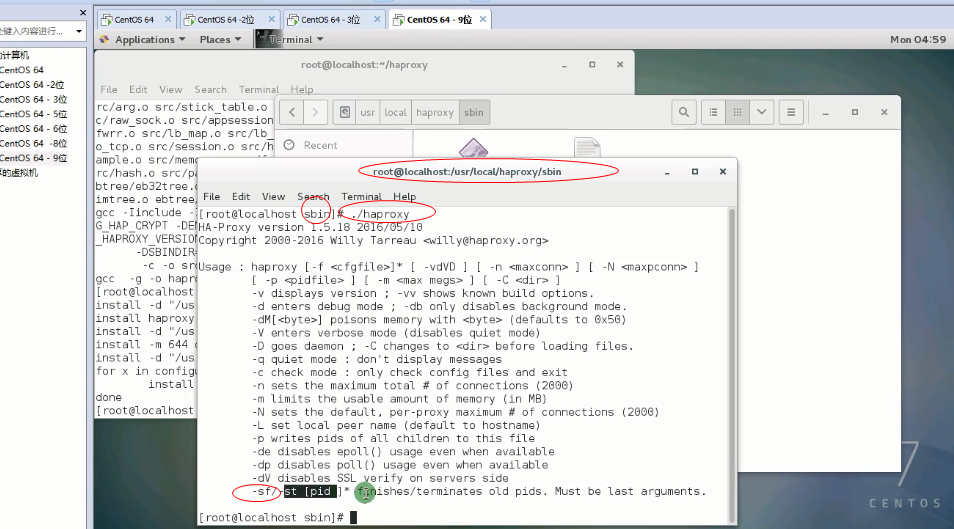 处键入内容进行...
的计算机
CentOS 64
CentOS 64 -2位
CentOS 64 - 3位
CentOS 64 - 5位
CentOS 64 - 6位
CentOS 64 -8位
CentOS 64 - 9位
享的虚拟机
CentOS 64
CentOS 64 -2位
CentOS 64 - 3位
CentOS 64 - 9位
Applications
Places
Terminal
Mon 04:59
root@localhost:~/haproxy
File Edit View Search Terminal Help
rc/arg.o src/stick_table.o
c/raw_sock.o src/appsession
fwrr.o src/lb_map.o src/lb_
o_tcp.o src/session.o src/h
ample.o src/memor
src/hash.o src/pa
btree/eb32tree.o
imtree.o ebtree/
gcc -Iinclude -I
G_HAP_CRYPT -DE
_HAPROXY_VERSION
-DSBINDIR=
-c -o src
gcc -g -o hapro
[root@localhost
install -d "/us
install haproxy
install -d "/us
install -m 644 d
install -d "/us
for x in configu
install
done
[root@localhost
usr
local
haproxy
sbin
Recent
root@localhost:/usr/local/haproxy/sbin
File Edit View Search Terminal Help
[root@localhost sbin]# ./haproxy
HA-Proxy version 1.5.18 2016/05/10
Copyright 2000-2016 Willy Tarreau <willy@haproxy.org>
Usage : haproxy [-f <cfgfile>]* [ -vdVD ] [ -n <maxconn> ] [ -N <maxpconn> ]
[ -p <pidfile> ] [ -m <max megs> ] [ -C <dir> ]
-v displays version ; -vv shows known build options.
-d enters debug mode ; -db only disables background mode.
-dM[<byte>] poisons memory with <byte> (defaults to 0x50)
-V enters verbose mode (disables quiet mode)
-D goes daemon ; -C changes to <dir> before loading files.
-q quiet mode : don't display messages
-c check mode : only check config files and exit
-n sets the maximum total # of connections (2000)
-m limits the usable amount of memory (in MB)
-N sets the default, per-proxy maximum # of connections (2000)
-L set local peer name (default to hostname)
-p writes pids of all children to this file
-de disables epoll() usage even when available
-dp disables poll() usage even when available
-dV disables SSL verify on servers side
-sf/-st [pid ]* finishes/terminates old pids. Must be last arguments.
[root@localhost sbin]#
7
CENTOS